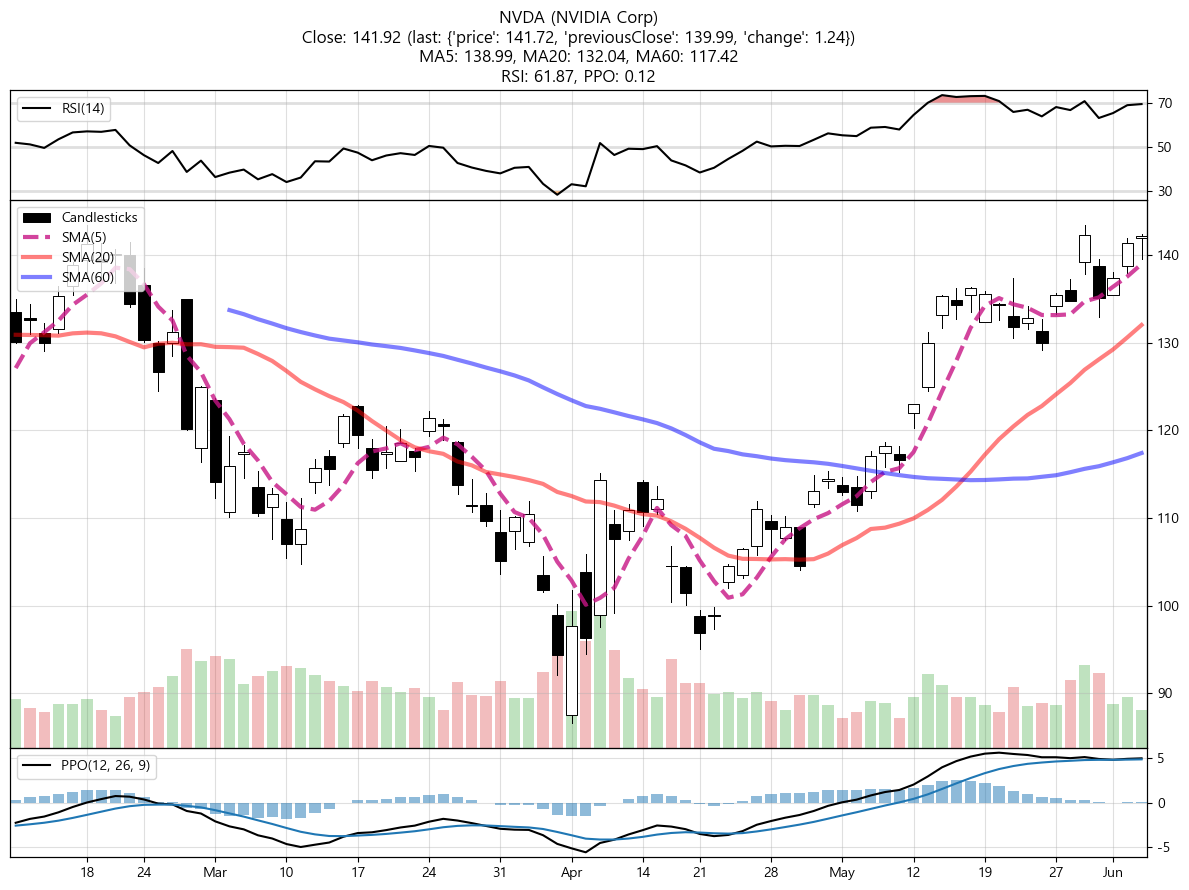 NVDA (NVIDIA Corp)
Close: 141.92 (last: {'price': 141.72, 'previousClose': 139.99, 'change': 1.24})
MA5: 138.99, MA20: 132.04, MA60: 117.42
RSI: 61.87, PPO: 0.12
RSI(14)
70
50
30
Candlesticks
SMA(5)
SMA(20)
SMA(60)
140
130
120
110
100
90
PPO(12, 26, 9)
5
0
-5
18 24 Mar 10 17 24 31 Apr 14 21 28 May 12 19 27 Jun